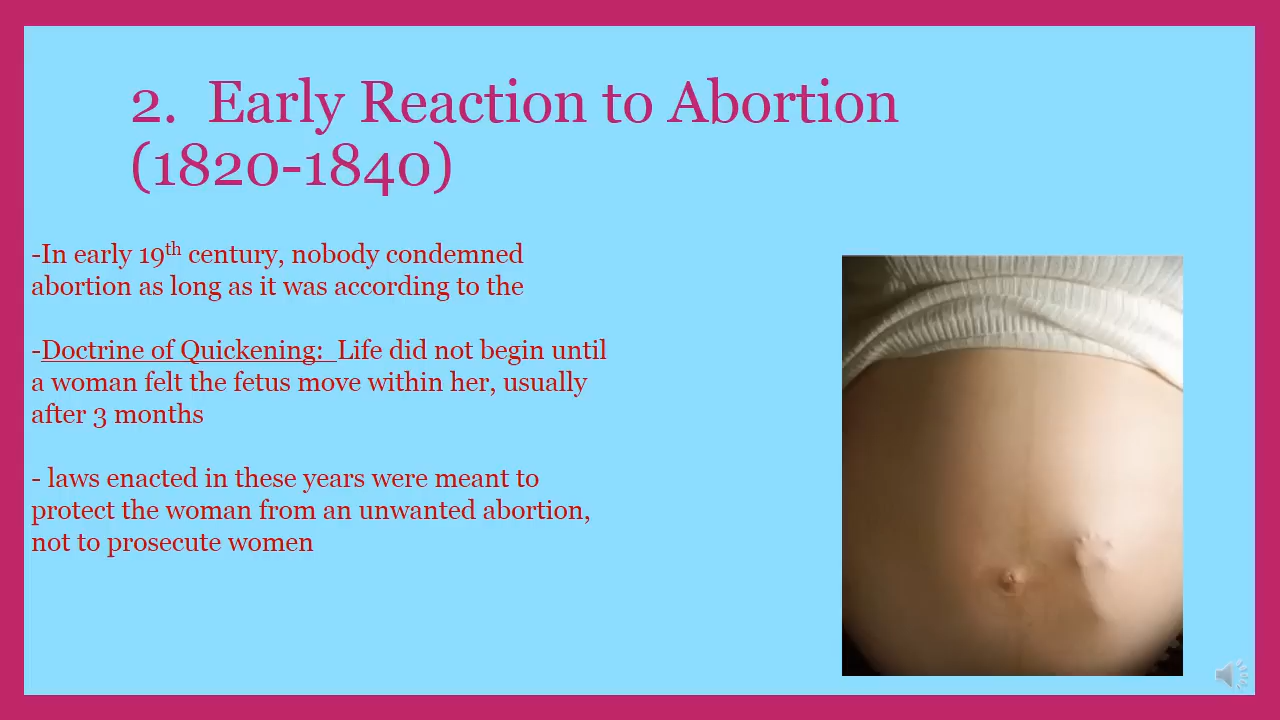 2.  Early Reaction to Abortion
(1820-1840)
-In early 19th century, nobody condemned
abortion as long as it was according to the
-Doctrine of Quickening:  Life did not begin until
a woman felt the fetus move within her, usually
after 3 months
- laws enacted in these years were meant to
protect the woman from an unwanted abortion,
not to prosecute women